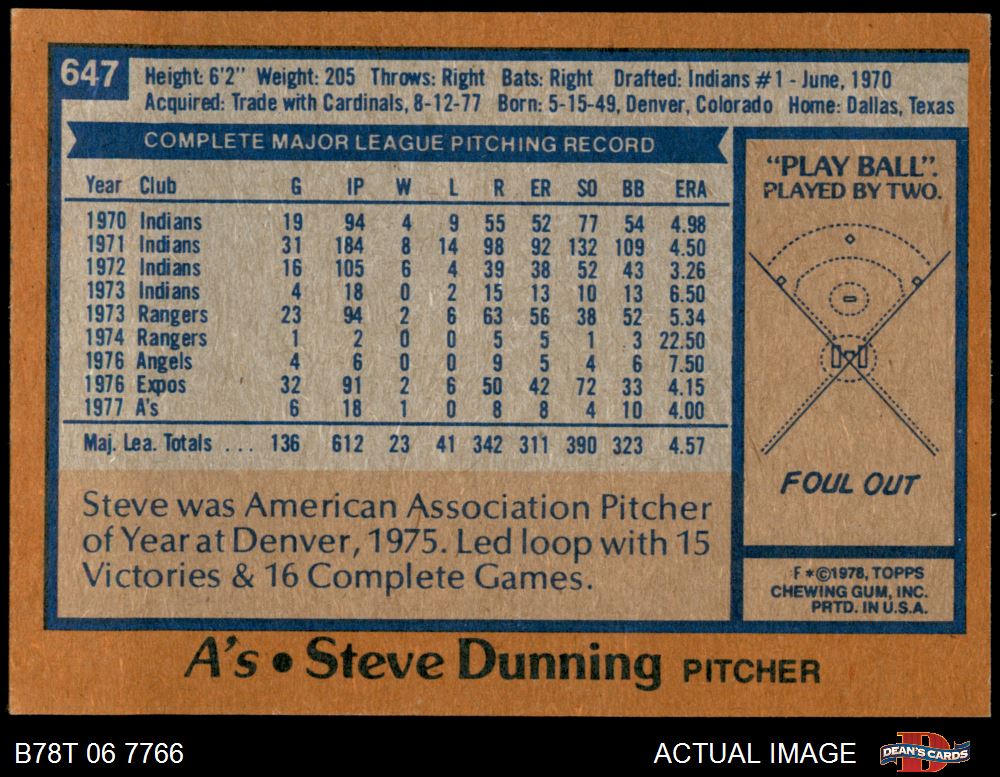 647
Height: 6'2" Weight: 205 Throws: Right Bats: Right Drafted: Indians #1 - June, 1970
Acquired: Trade with Cardinals, 8-12-77 Born: 5-15-49, Denver, Colorado Home: Dallas, Texas
COMPLETE MAJOR LEAGUE PITCHING RECORD
Year Club G IP W L R ER SO BB ERA
1970 Indians 19 94 4 9 55 52 77 54 4.98
1971 Indians 31 184 8 14 98 92 132 109 4.50
1972 Indians 16 105 6 4 39 38 52 43 3.26
1973 Indians 4 18 0 2 15 13 10 13 6.50
1973 Rangers 23 94 2 6 63 56 38 52 5.34
1974 Rangers 1 2 0 0 5 5 1 3 22.50
1976 Angels 4 6 0 0 9 5 4 6 7.50
1976 Expos 32 91 2 6 50 42 72 33 4.15
1977 A's 6 18 1 0 8 8 4 10 4.00
Maj. Lea. Totals . . . 136 612 23 41 342 311 390 323 4.57
Steve was American Association Pitcher
of Year at Denver, 1975. Led loop with 15
Victories & 16 Complete Games.
"PLAY BALL".
PLAYED BY TWO.
FOUL OUT
F * ©1978, TOPPS
CHEWING GUM, INC.
PRTD. IN U.S.A.
A's • Steve Dunning PITCHER
B78T 06 7766
ACTUAL IMAGE
DEAN'S CARDS